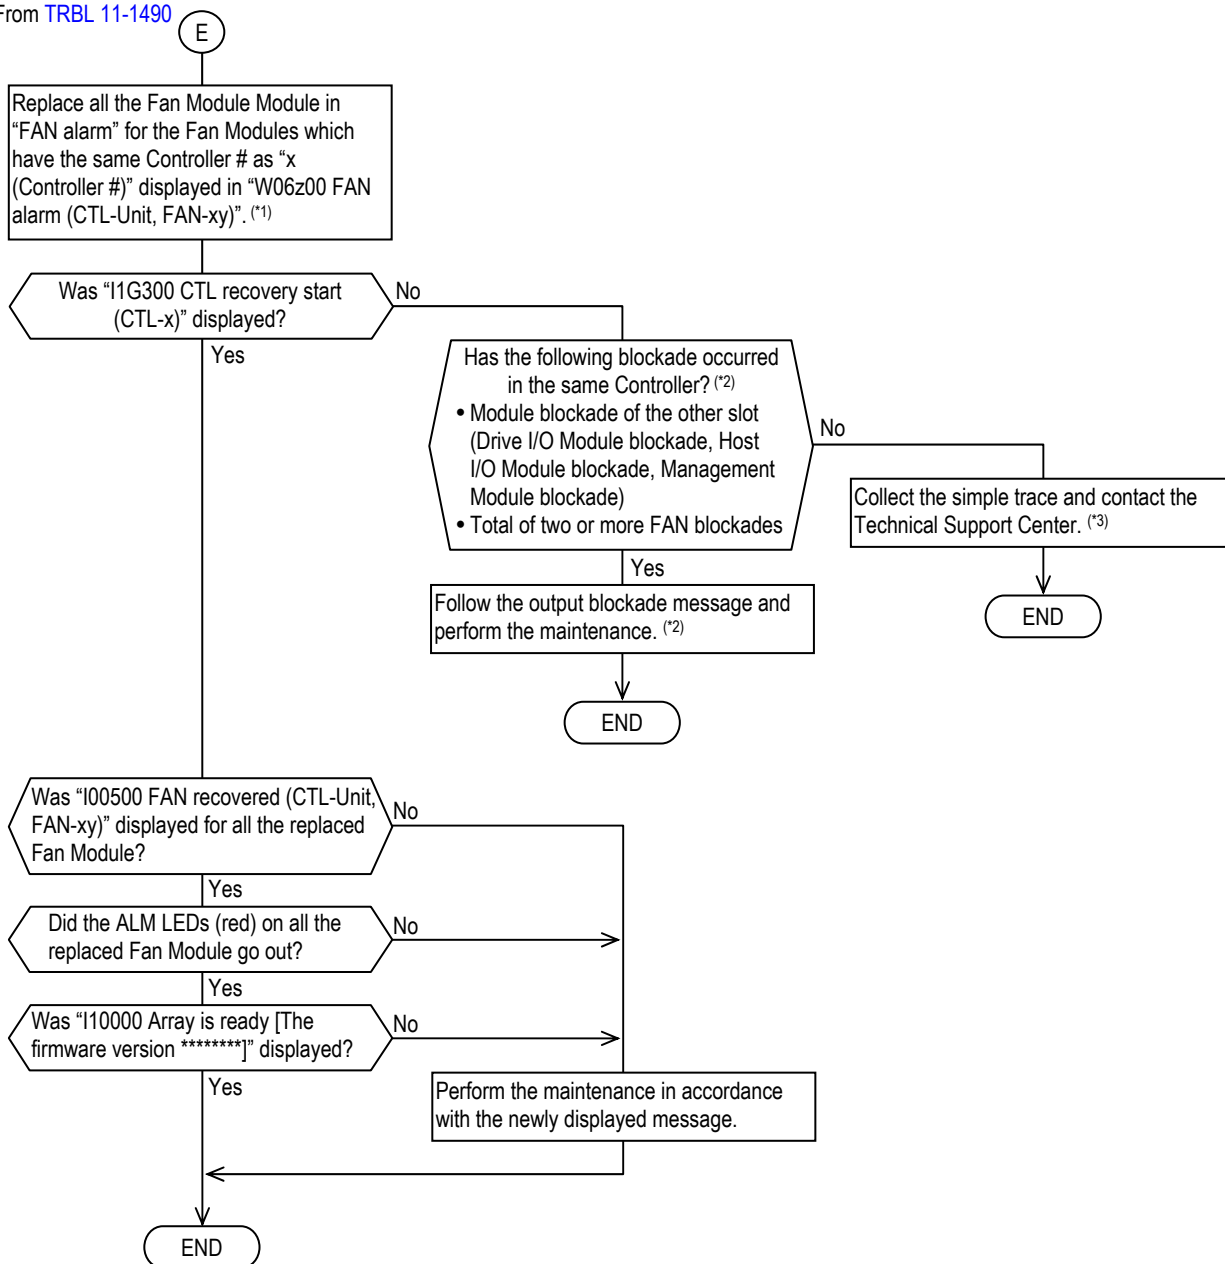 From TRBL 11-1490
E
Replace all the Fan Module Module in
“FAN alarm” for the Fan Modules which
have the same Controller # as “x
(Controller #)” displayed in “W06z00 FAN
alarm (CTL-Unit, FAN-xy)”. (*1)
Was “I1G300 CTL recovery start
(CTL-x)” displayed?
No
Yes
Has the following blockade occurred
in the same Controller? (*2)
• Module blockade of the other slot
(Drive I/O Module blockade, Host
I/O Module blockade, Management
Module blockade)
• Total of two or more FAN blockades
No
Collect the simple trace and contact the
Technical Support Center. (*3)
END
Yes
Follow the output blockade message and
perform the maintenance. (*2)
END
Was “I00500 FAN recovered (CTL-Unit,
FAN-xy)” displayed for all the replaced
Fan Module?
No
Yes
Did the ALM LEDs (red) on all the
replaced Fan Module go out?
No
Yes
Was “I10000 Array is ready [The
firmware version ********]” displayed?
No
Yes
Perform the maintenance in accordance
with the newly displayed message.
END